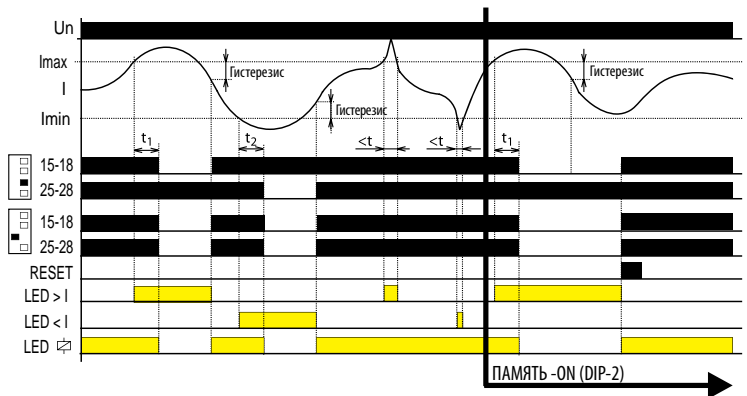 Un
Imax
Гистерезис
Гистерезис
I
Гистерезис
Imin
t1
t2
<t
<t
t1
15-18
25-28
15-18
25-28
RESET
LED > I
LED < I
LED
ПАМЯТЬ -ON (DIP-2)